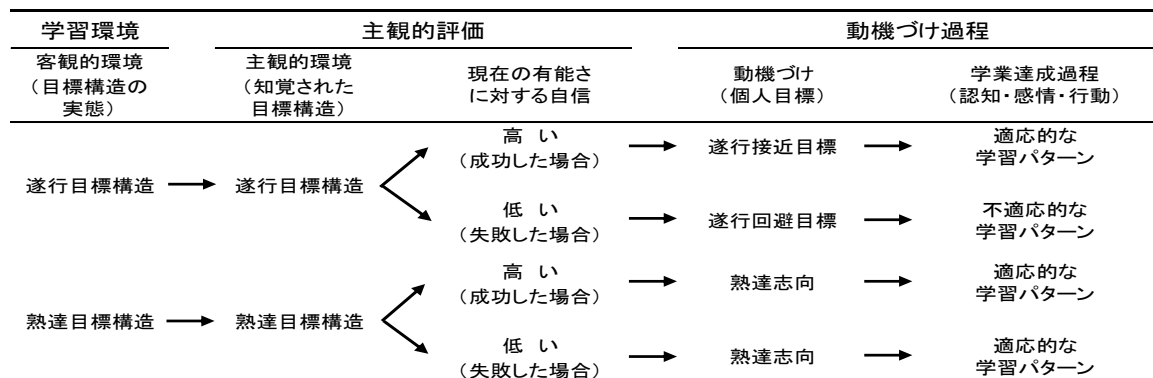 学習環境 主観的評価 動機づけ過程
客観的環境
(目標構造の
実態)
主観的環境
(知覚された
目標構造)
現在の有能さ
に対する自信
動機づけ
(個人目標)
学業達成過程
(認知・感情・行動)
遂行目標構造
遂行目標構造
高 い
(成功した場合)
遂行接近目標
適応的な
学習パターン
低 い
(失敗した場合)
遂行回避目標
不適応的な
学習パターン
熟達目標構造
熟達目標構造
高 い
(成功した場合)
熟達志向
適応的な
学習パターン
低 い
(失敗した場合)
熟達志向
適応的な
学習パターン